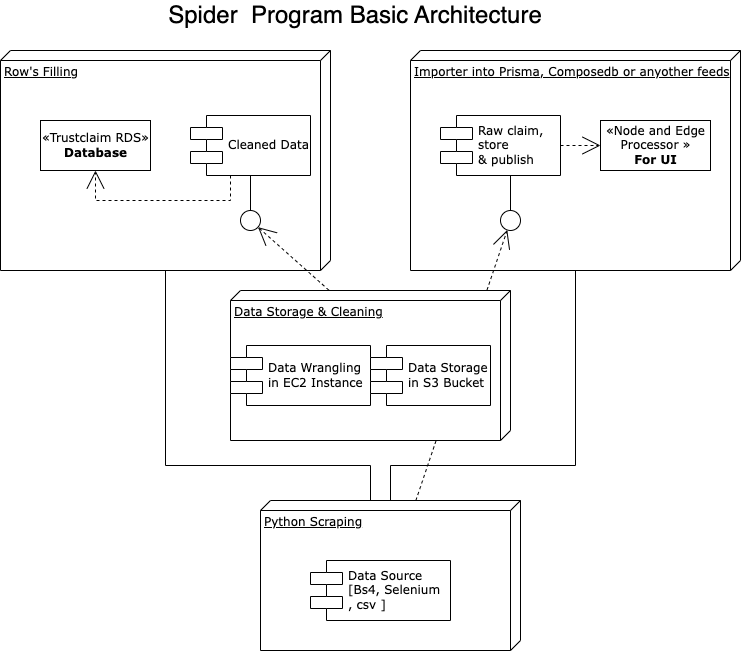 Spider Program Basic Architecture
Row's Filling
«Trustclaim RDS»
Database
Cleaned Data
Importer into Prisma, Composedb or anyother feeds
Raw claim,
store
& publish
«Node and Edge
Processor »
For UI
Data Storage & Cleaning
Data Wrangling
in EC2 Instance
Data Storage
in S3 Bucket
Python Scraping
Data Source
[Bs4, Selenium
, csv ]